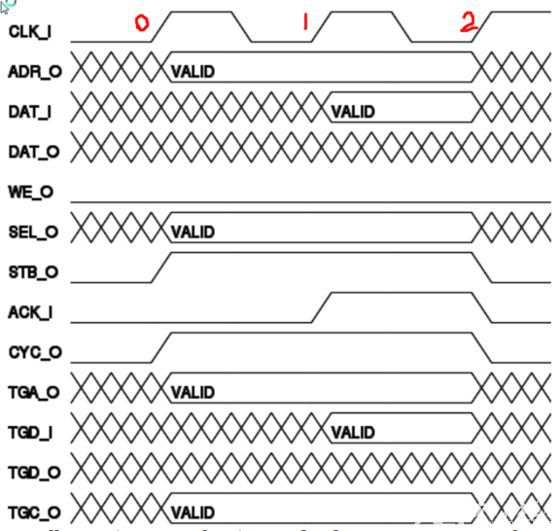 0 1 2
CLK_I
ADR_O VALID
DAT_I VALID
DAT_O
WE_O
SEL_O VALID
STB_O
ACK_I
CYC_O
TGA_O VALID
TGD_I VALID
TGD_O
TGC_O VALID